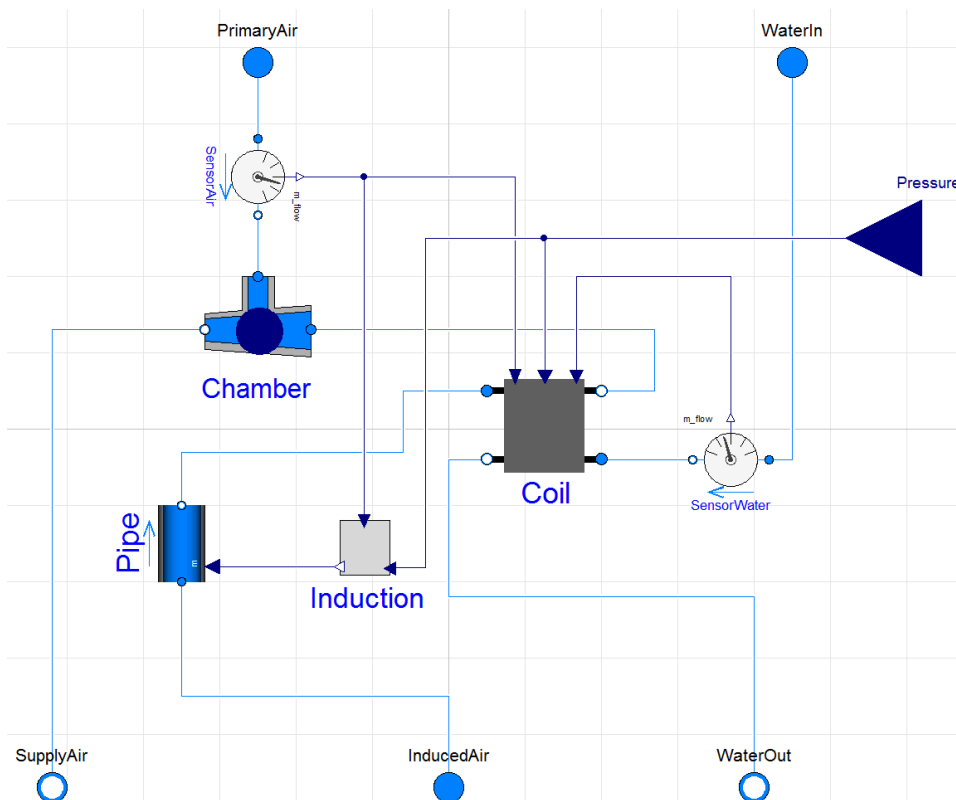 PrimaryAir
WaterIn
SensorAir
m_flow
Pressure
Chamber
m_flow
Coil
SensorWater
Pipe
m
Induction
SupplyAir
InducedAir
WaterOut